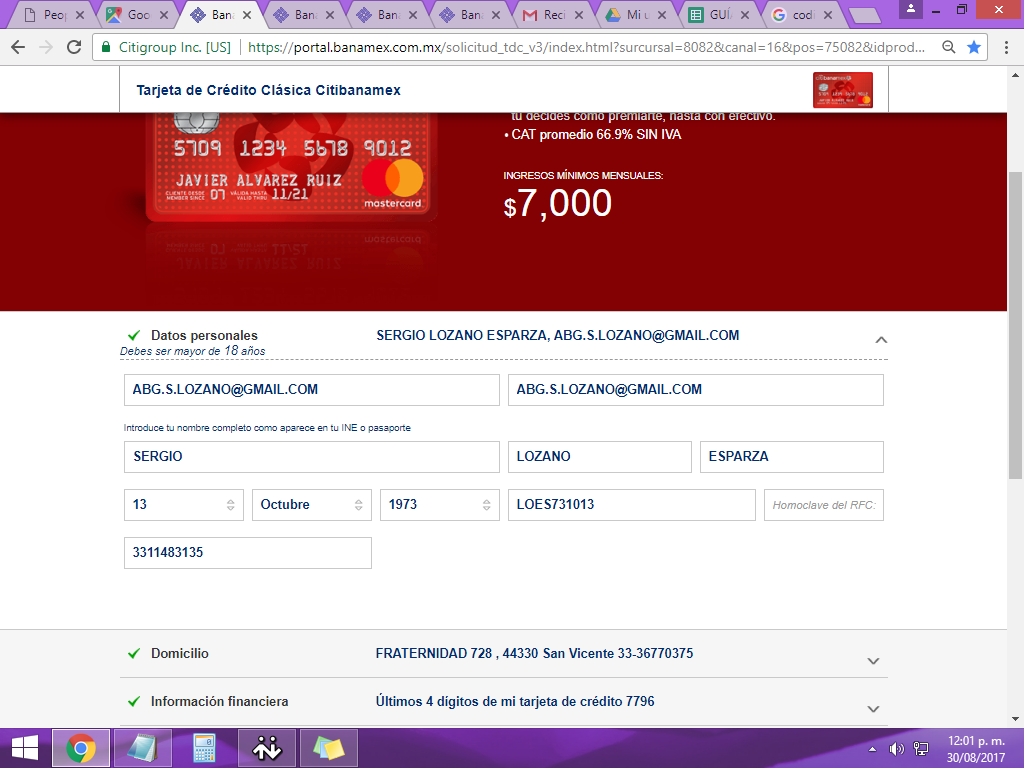 Peop
Goo
Ban
Ban
Ban
Ban
Reci
Mi u
GUÍA
cod
Citigroup Inc. [US] https://portal.banamex.com.mx/solicitud_tdc_v3/index.html?surcursal=8082&canal=16&pos=75082&idprod...
Tarjeta de Crédito Clásica Citibanamex
tú decides cómo premiarte, hasta con efectivo.
• CAT promedio 66.9% SIN IVA
5709 1234 5678 9012
JAVIER ALVAREZ RUIZ
CLIENTE DESDE MEMBER SINCE 07 VÁLIDA HASTA VALID THRU 11/21
mastercard
INGRESOS MÍNIMOS MENSUALES:
$7,000
Datos personales SERGIO LOZANO ESPARZA, ABG.S.LOZANO@GMAIL.COM
Debes ser mayor de 18 años
ABG.S.LOZANO@GMAIL.COM ABG.S.LOZANO@GMAIL.COM
Introduce tu nombre completo como aparece en tu INE o pasaporte
SERGIO LOZANO ESPARZA
13 Octubre 1973 LOES731013 Homoclave del RFC:
3311483135
Domicilio FRATERNIDAD 728 , 44330 San Vicente 33-36770375
Información financiera Últimos 4 dígitos de mi tarjeta de crédito 7796
12:01 p. m.
30/08/2017